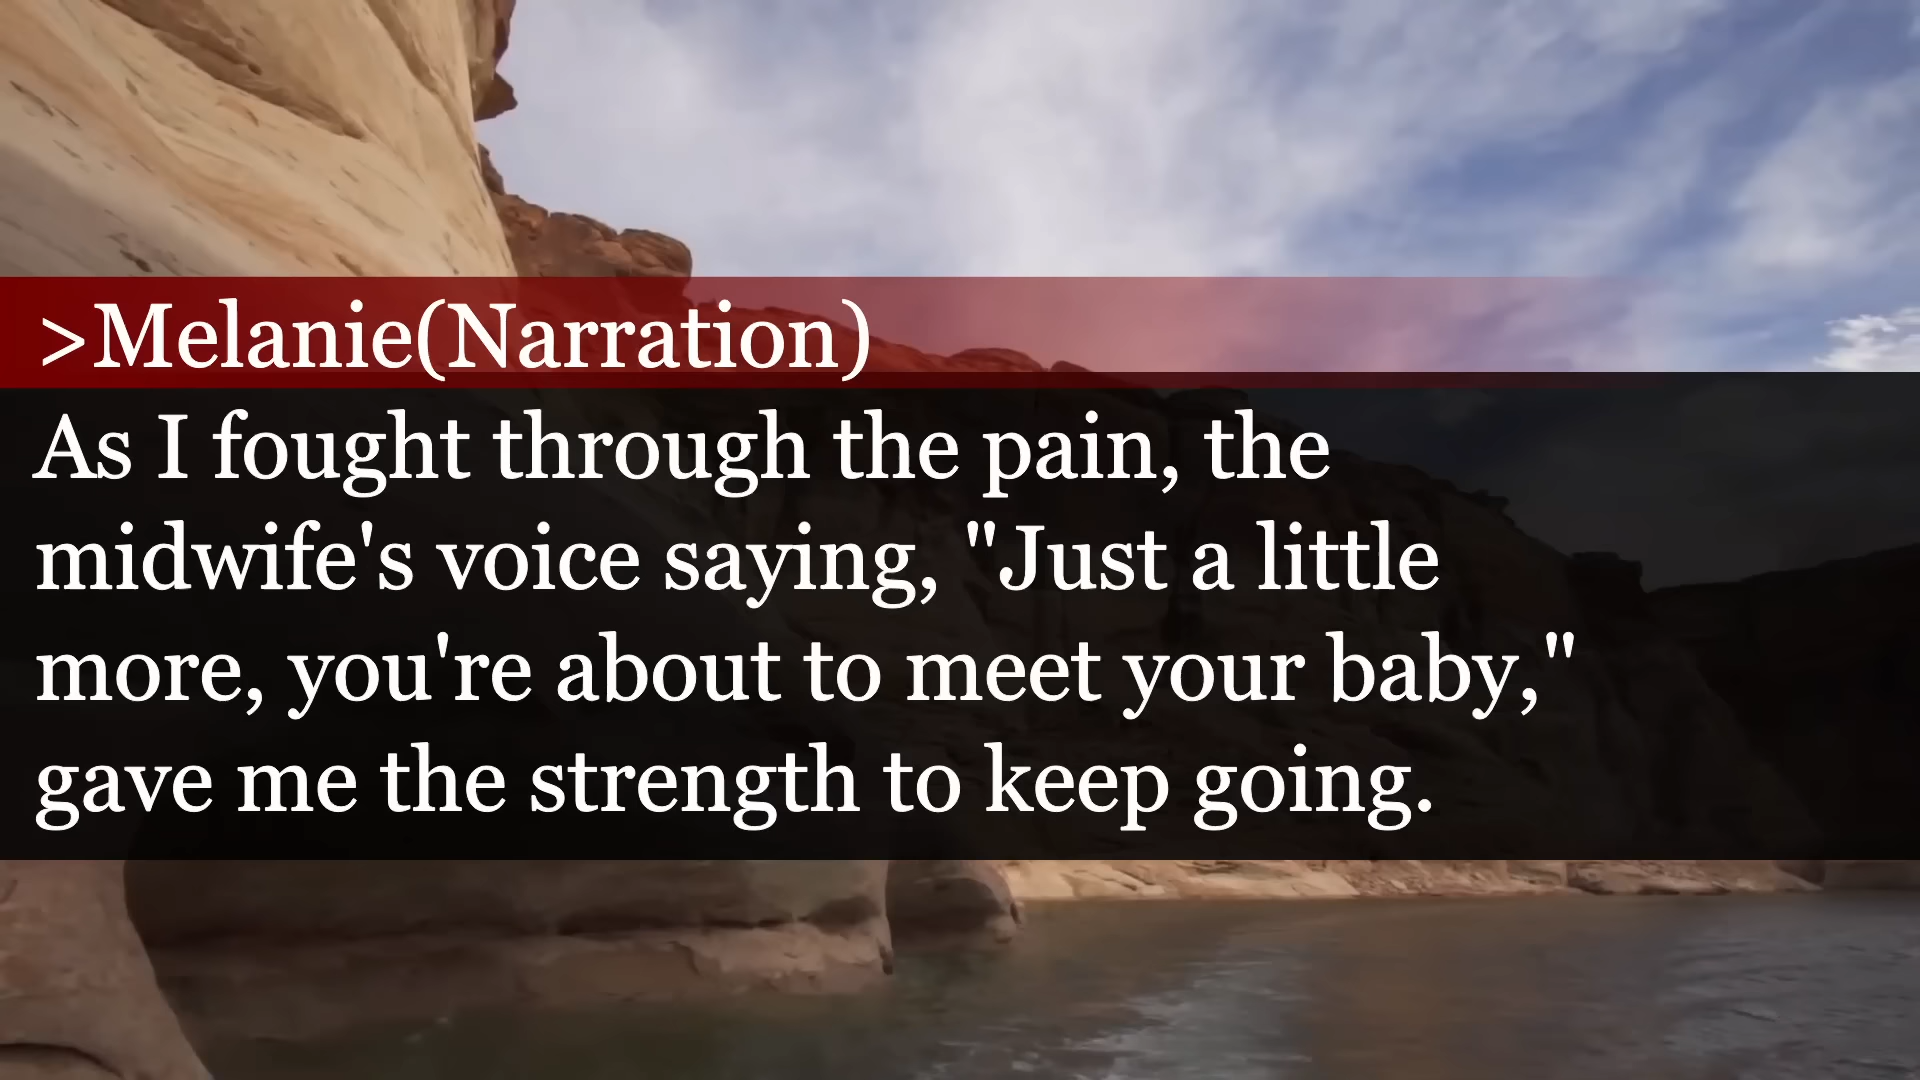 >Melanie(Narration)
As I fought through the pain, the
midwife's voice saying, "Just a little
more, you're about to meet your baby,"
gave me the strength to keep going.